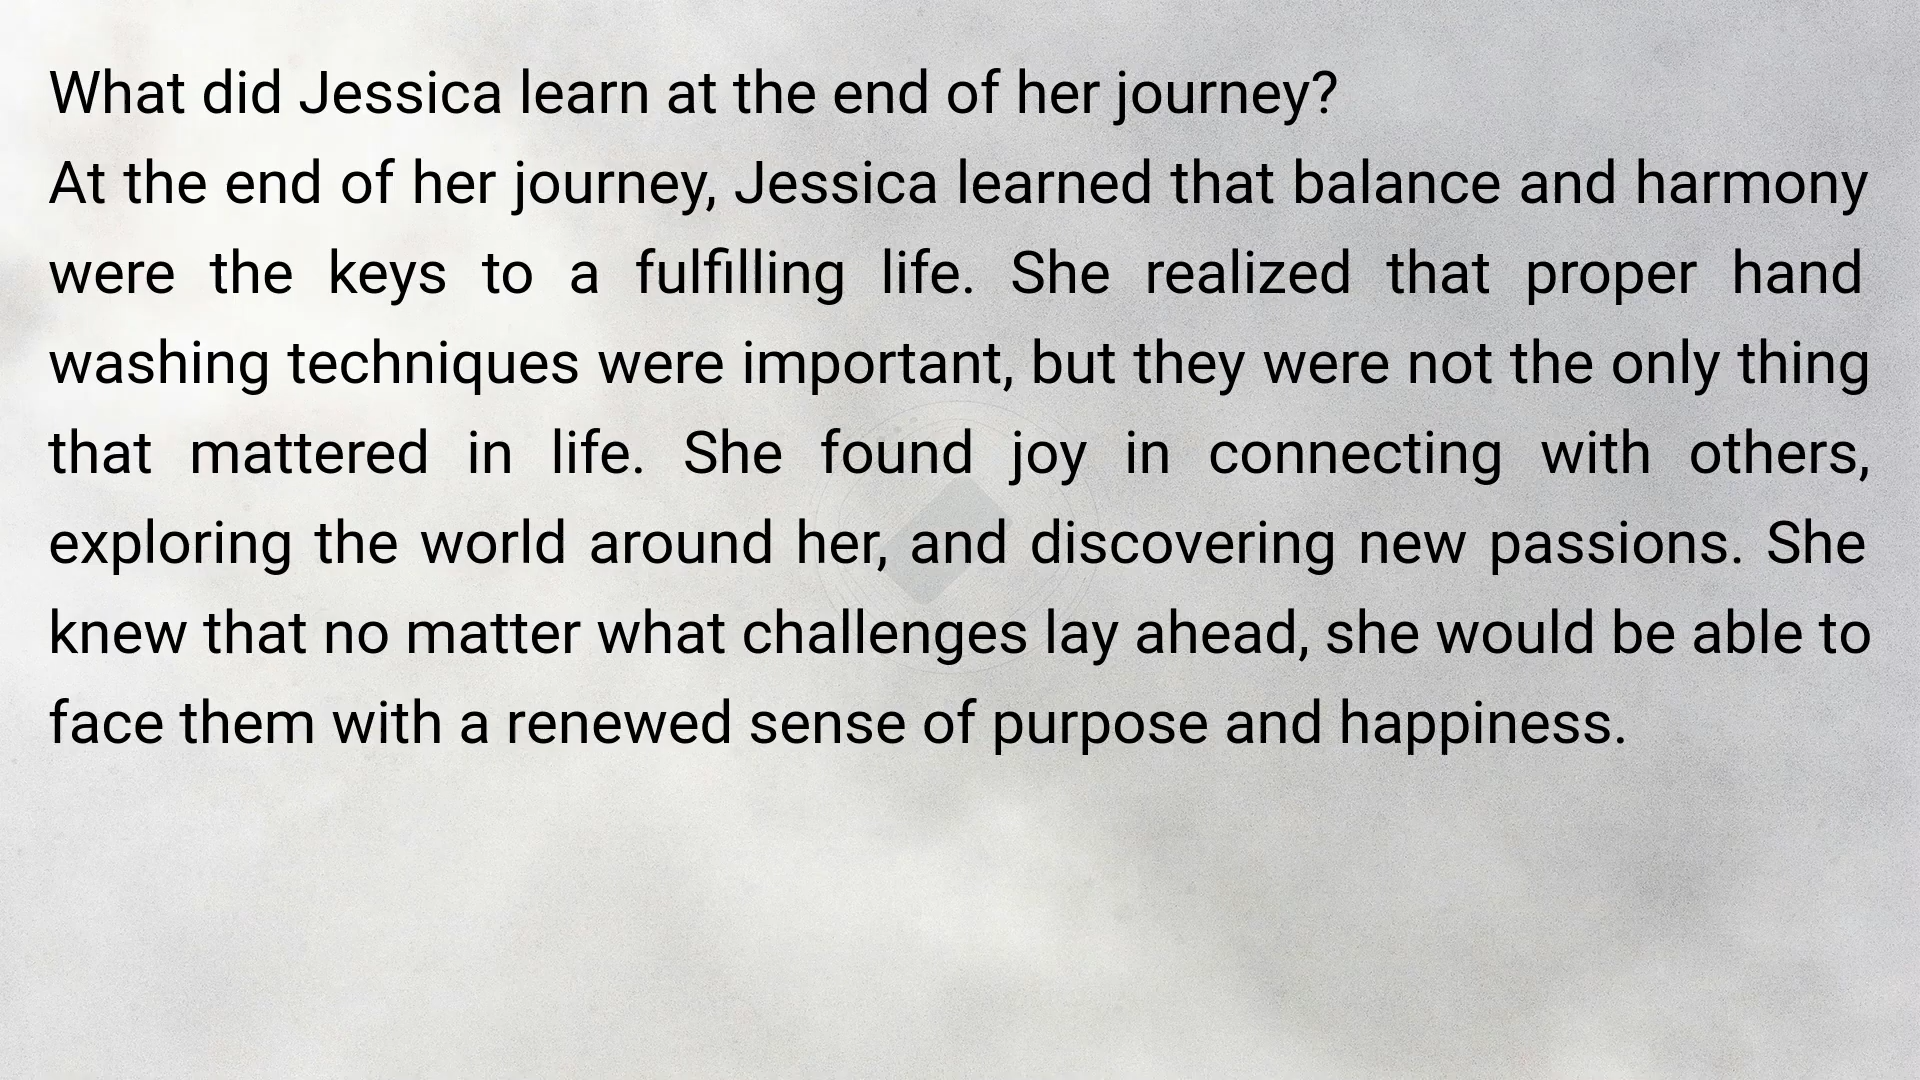 What did Jessica learn at the end of her journey?
At the end of her journey, Jessica learned that balance and harmony
were the keys to a fulfilling life. She realized that proper hand
washing techniques were important, but they were not the only thing
that mattered in life. She found joy in connecting with others,
exploring the world around her, and discovering new passions. She
knew that no matter what challenges lay ahead, she would be able to
face them with a renewed sense of purpose and happiness.